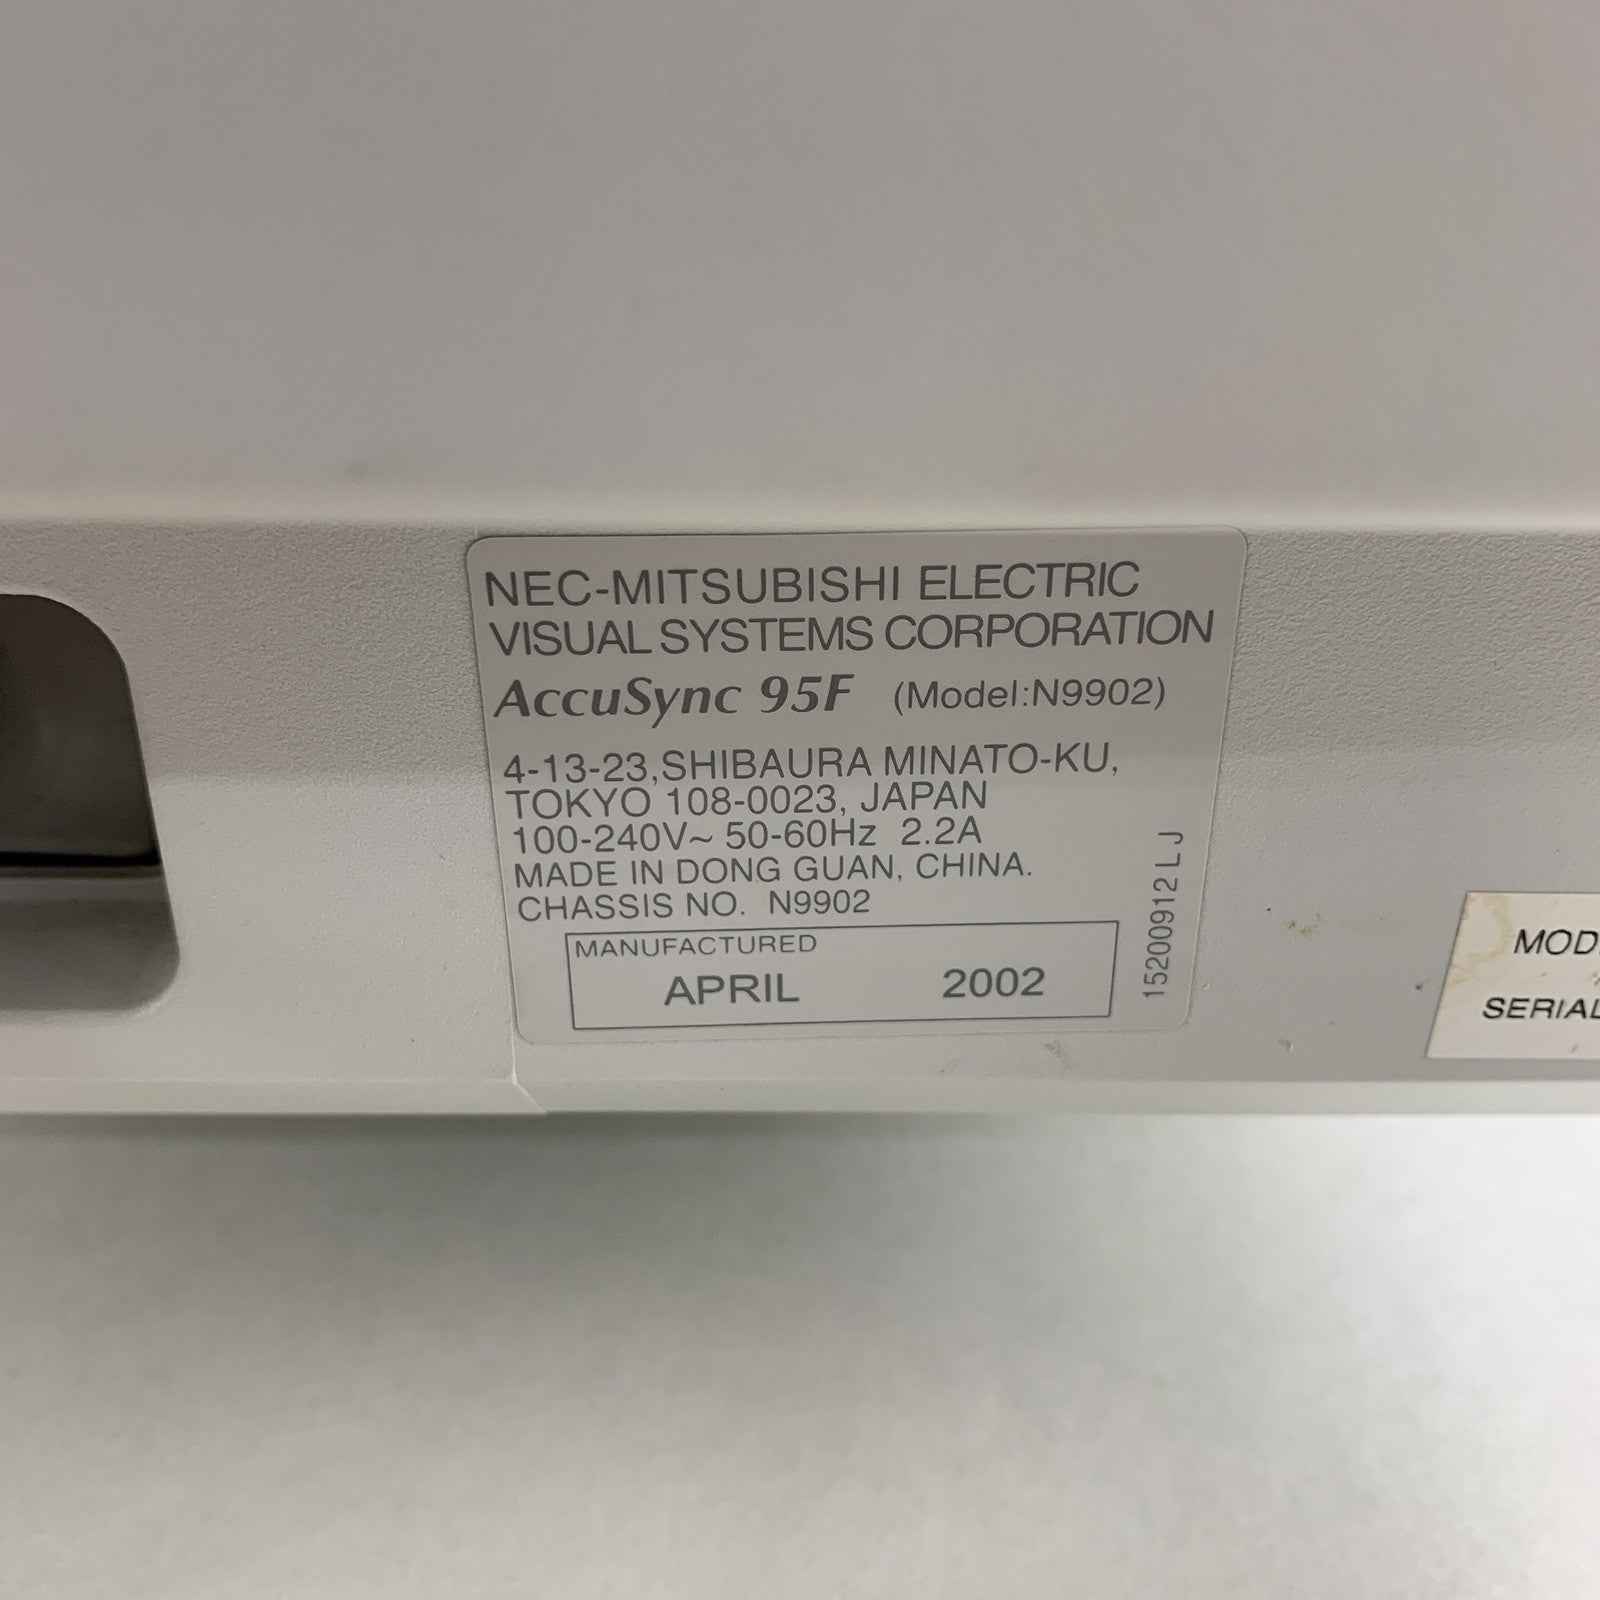 NEC-MITSUBISHI ELECTRIC
VISUAL SYSTEMS CORPORATION
AccuSync 95F (Model:N9902)
4-13-23,SHIBAURA MINATO-KU,
TOKYO 108-0023, JAPAN
100-240V~ 50-60Hz 2.2A
MADE IN DONG GUAN, CHINA.
CHASSIS NO. N9902
MANUFACTURED
APRIL 2002
15200912 L J
MOD
SERIAL